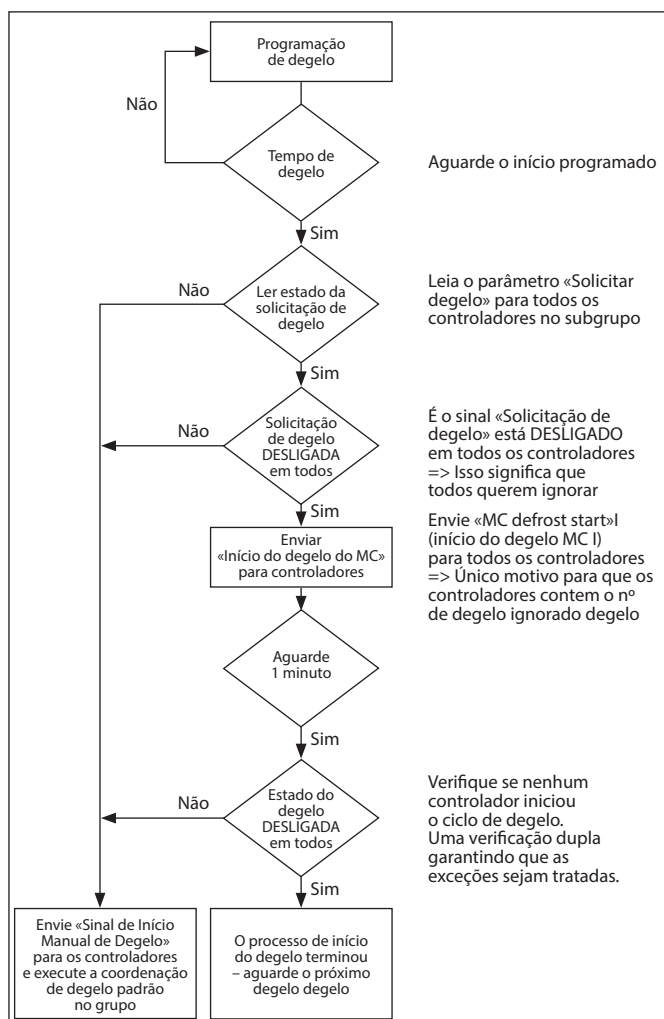 Programação
de degelo
Não
Tempo de
degelo
Aguarde o início programado
Sim
Não
Ler estado da
solicitação de
degelo
Leia o parâmetro «Solicitar
degelo» para todos os
controladores no subgrupo
Sim
Não
Solicitação
de degelo
DESLIGADA
em todos
É o sinal «Solicitação de
degelo» está DESLIGADO
em todos os controladores
=> Isso significa que
todos querem ignorar
Sim
Enviar
«Início do degelo do MC»
para controladores
Envie «MC defrost start»l
(início do degelo MC I)
para todos os controladores
=> Único motivo para que os
controladores contem o nº
de degelo ignorado degelo
Aguarde
1 minuto
Sim
Não
Estado do
degelo
DESLIGADA
em todos
Verifique se nenhum
controlador iniciou
o ciclo de degelo.
Uma verificação dupla
garantindo que as
exceções sejam tratadas.
Sim
Envie «Sinal de Início
Manual de Degelo»
para os controladores
e execute a coordenação
de degelo padrão
no grupo
O processo de início
do degelo terminou
– aguarde o próximo
degelo degelo